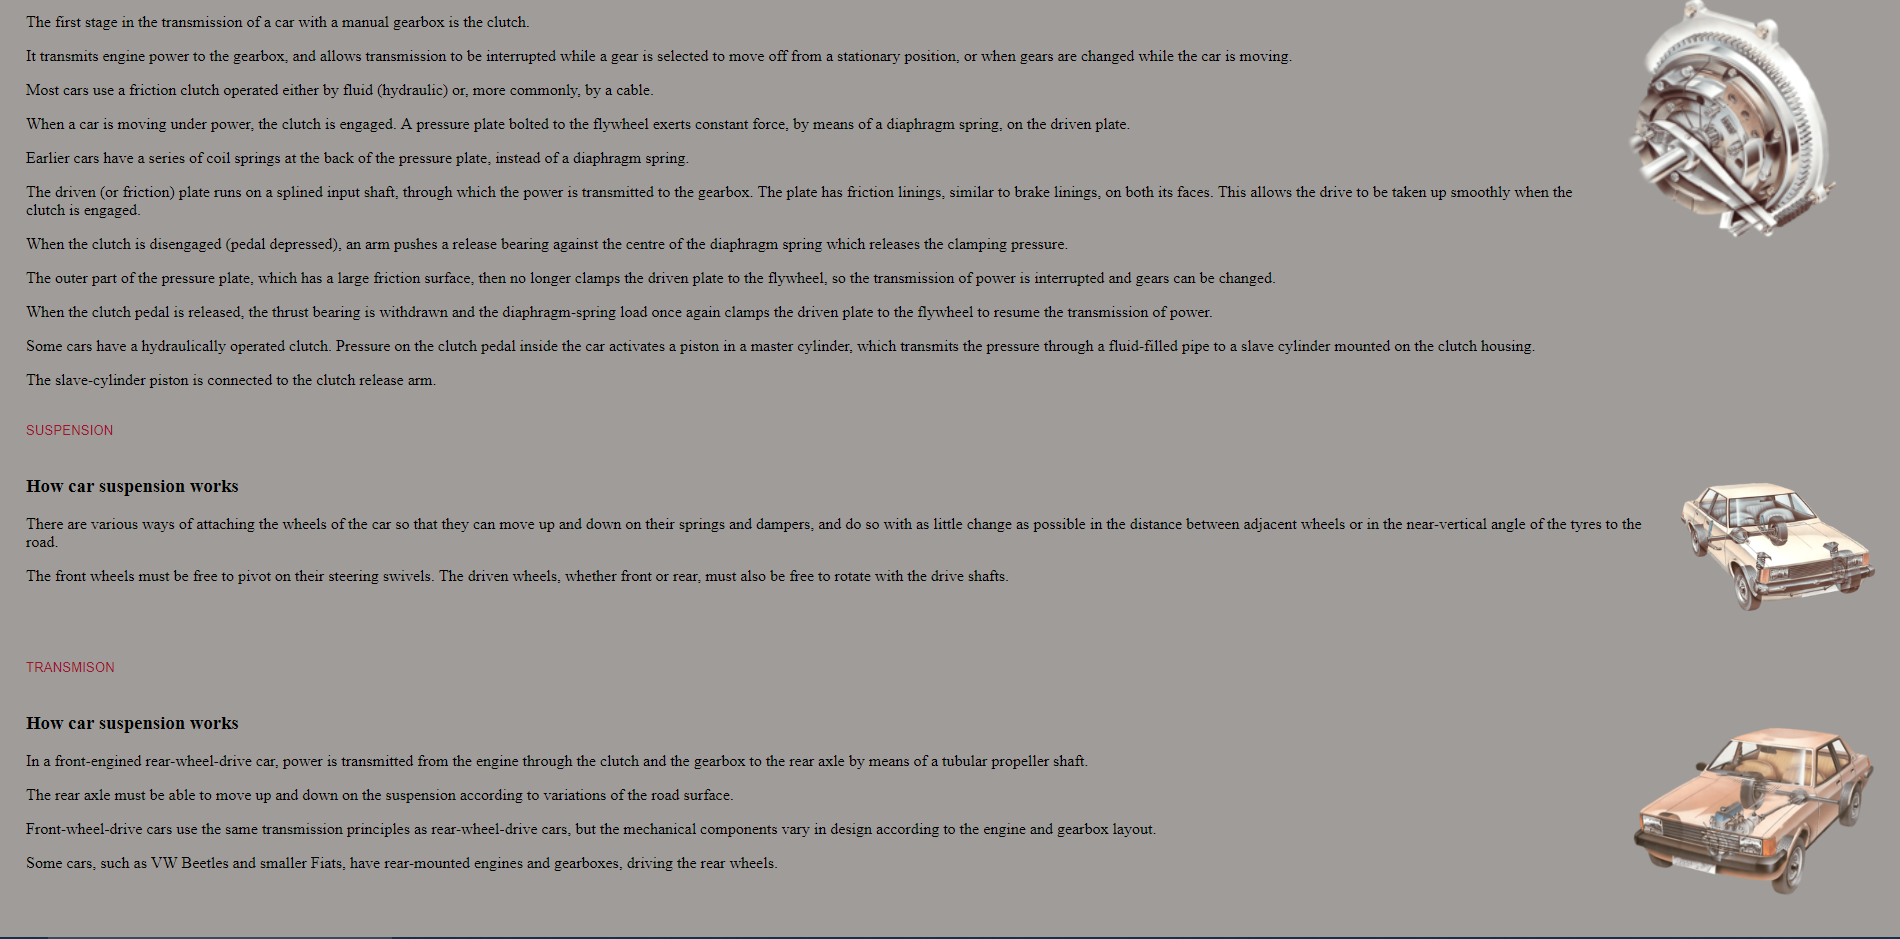 The first stage in the transmission of a car with a manual gearbox is the clutch.
It transmits engine power to the gearbox, and allows transmission to be interrupted while a gear is selected to move off from a stationary position, or when gears are changed while the car is moving.
Most cars use a friction clutch operated either by fluid (hydraulic) or, more commonly, by a cable.
When a car is moving under power, the clutch is engaged. A pressure plate bolted to the flywheel exerts constant force, by means of a diaphragm spring, on the driven plate.
Earlier cars have a series of coil springs at the back of the pressure plate, instead of a diaphragm spring.
The driven (or friction) plate runs on a splined input shaft, through which the power is transmitted to the gearbox. The plate has friction linings, similar to brake linings, on both its faces. This allows the drive to be taken up smoothly when the
clutch is engaged.
When the clutch is disengaged (pedal depressed), an arm pushes a release bearing against the centre of the diaphragm spring which releases the clamping pressure.
The outer part of the pressure plate, which has a large friction surface, then no longer clamps the driven plate to the flywheel, so the transmission of power is interrupted and gears can be changed.
When the clutch pedal is released, the thrust bearing is withdrawn and the diaphragm-spring load once again clamps the driven plate to the flywheel to resume the transmission of power.
Some cars have a hydraulically operated clutch. Pressure on the clutch pedal inside the car activates a piston in a master cylinder, which transmits the pressure through a fluid-filled pipe to a slave cylinder mounted on the clutch housing.
The slave-cylinder piston is connected to the clutch release arm.
SUSPENSION
How car suspension works
There are various ways of attaching the wheels of the car so that they can move up and down on their springs and dampers, and do so with as little change as possible in the distance between adjacent wheels or in the near-vertical angle of the tyres to the
road.
The front wheels must be free to pivot on their steering swivels. The driven wheels, whether front or rear, must also be free to rotate with the drive shafts.
TRANSMISON
How car suspension works
In a front-engined rear-wheel-drive car, power is transmitted from the engine through the clutch and the gearbox to the rear axle by means of a tubular propeller shaft.
The rear axle must be able to move up and down on the suspension according to variations of the road surface.
Front-wheel-drive cars use the same transmission principles as rear-wheel-drive cars, but the mechanical components vary in design according to the engine and gearbox layout.
Some cars, such as VW Beetles and smaller Fiats, have rear-mounted engines and gearboxes, driving the rear wheels.